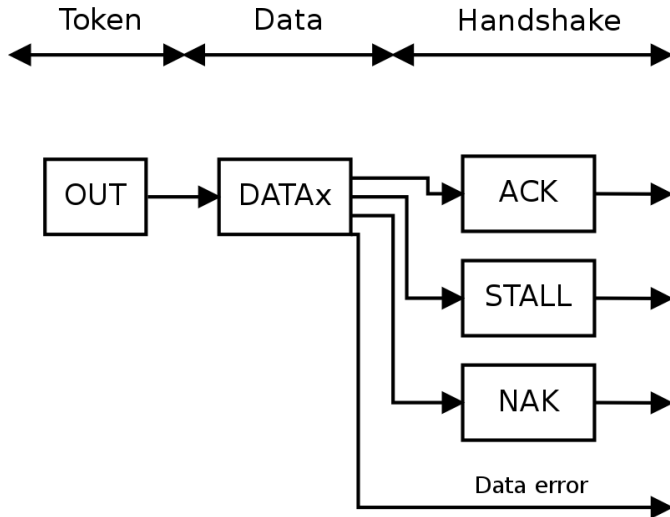 Token Data Handshake
OUT DATAx ACK
STALL
NAK
Data error